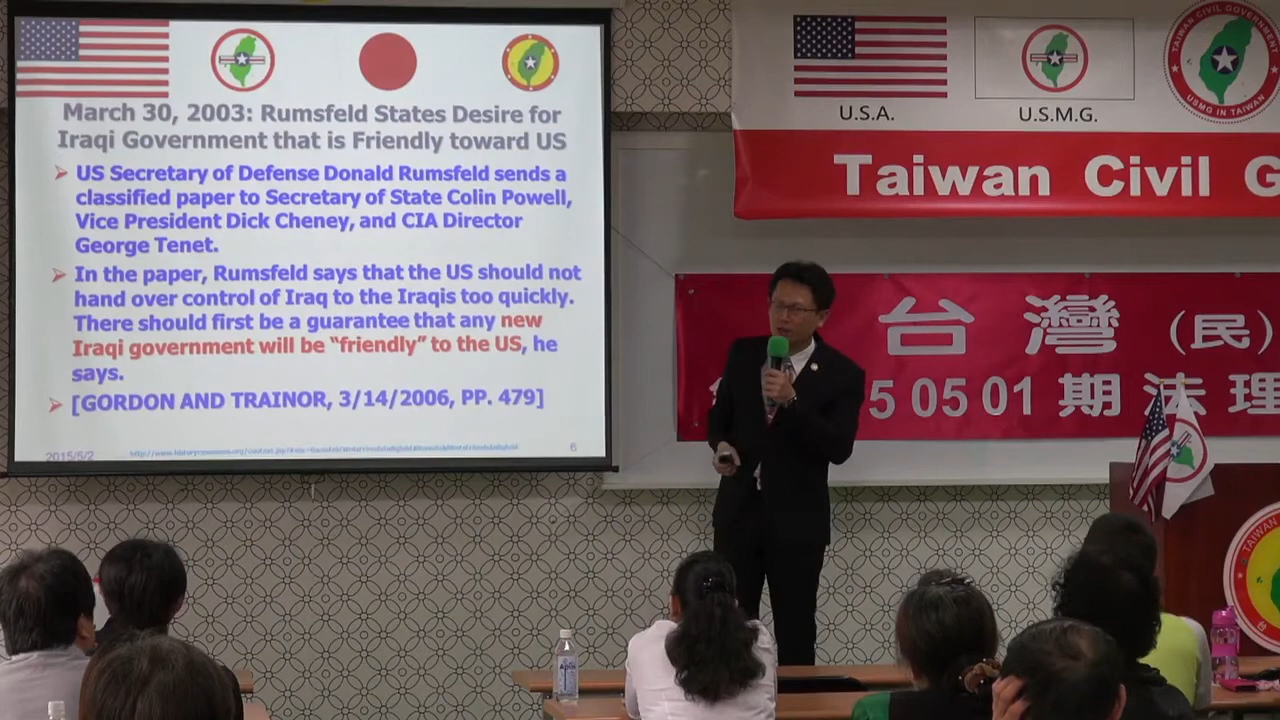 March 30, 2003: Rumsfeld States Desire for
Iraqi Government that is Friendly toward US
➢ US Secretary of Defense Donald Rumsfeld sends a
classified paper to Secretary of State Colin Powell,
Vice President Dick Cheney, and CIA Director
George Tenet.
➢ In the paper, Rumsfeld says that the US should not
hand over control of Iraq to the Iraqis too quickly.
There should first be a guarantee that any new
Iraqi government will be “friendly” to the US, he
says.
➢ [GORDON AND TRAINOR, 3/14/2006, PP. 479]
2015/5/2
6
U.S.A.
U.S.M.G.
TAIWAN CIVIL GOVERNMENT
USMG IN TAIWAN
Taiwan Civil G
台灣(民)
50501期法理